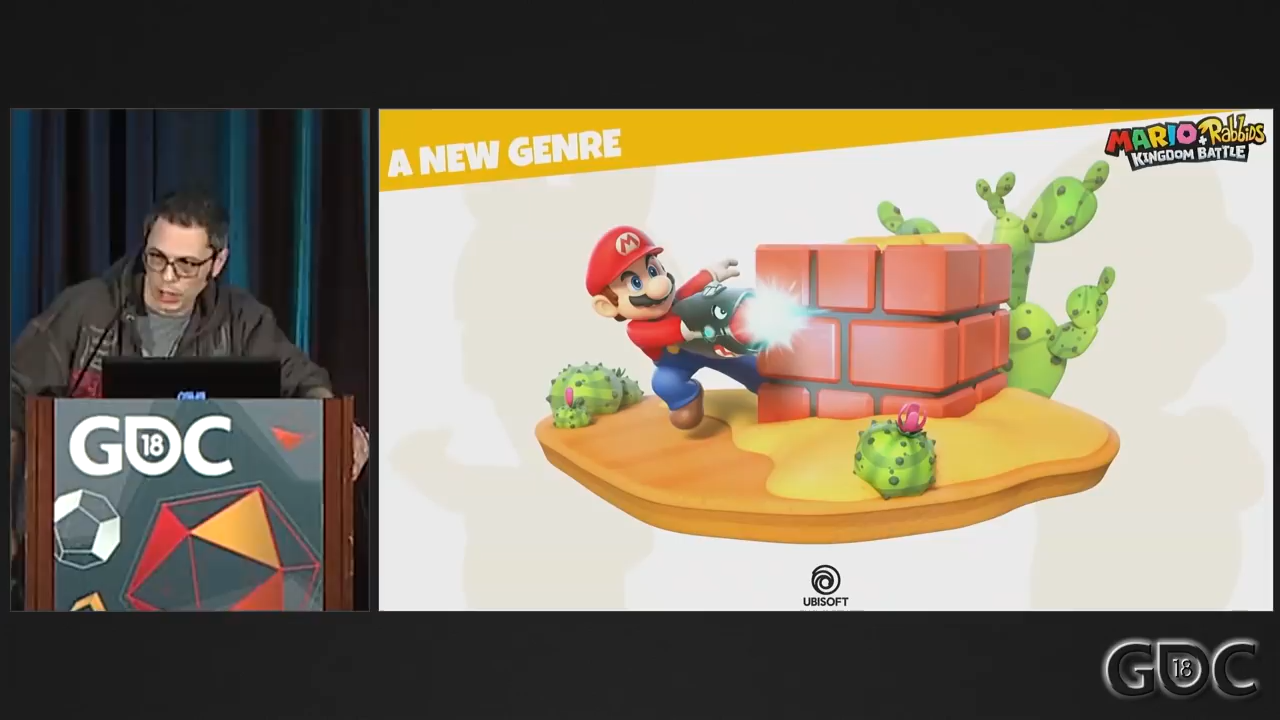 A NEW GENRE
MARIO + Rabbids
KINGDOM BATTLE
M
GDC
18
UBISOFT
GDC
18